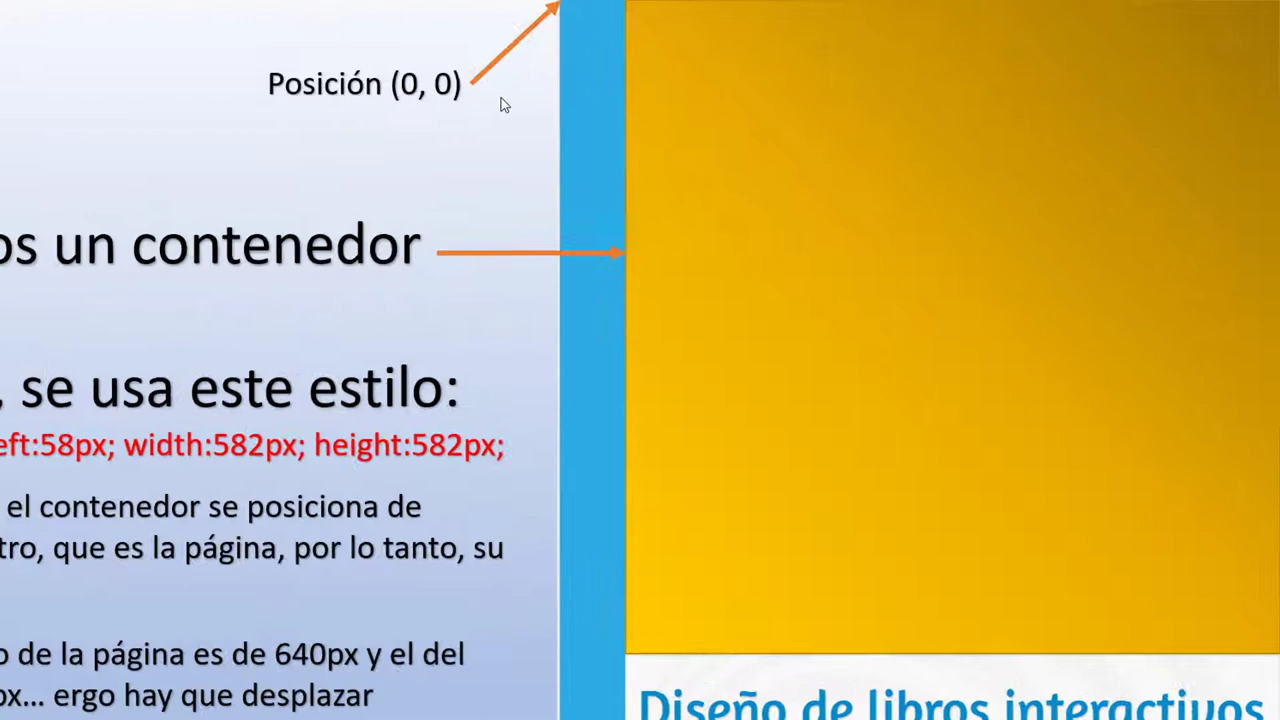 Posición (0, 0)
os un contenedor
, se usa este estilo:
eft:58px; width:582px; height:582px;
el contenedor se posiciona de
tro, que es la página, por lo tanto, su
o de la página es de 640px y el del
px... ergo hay que desplazar
Diseño de libros interactivos